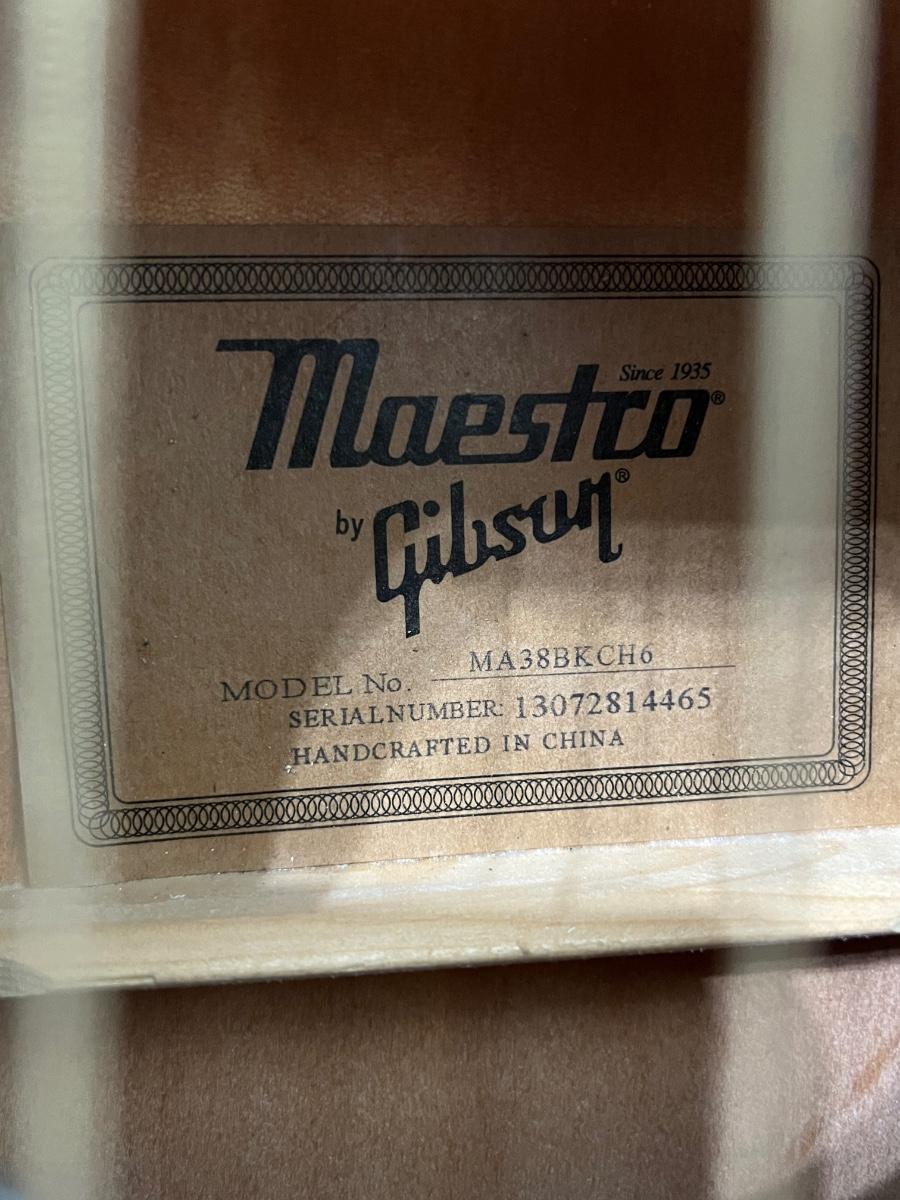 Maestro®
Since 1935
by Gibson®
MODEL No. MA38BKCH6
SERIALNUMBER: 13072814465
HANDCRAFTED IN CHINA